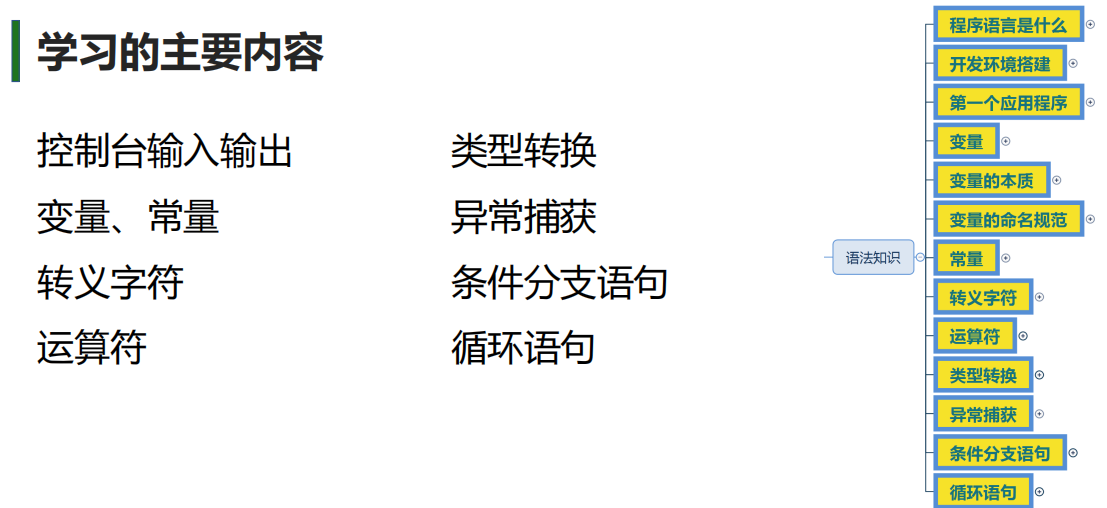 学习的主要内容
控制台输入输出
变量、常量
转义字符
运算符
类型转换
异常捕获
条件分支语句
循环语句
语法知识
程序语言是什么
开发环境搭建
第一个应用程序
变量
变量的本质
变量的命名规范
常量
转义字符
运算符
类型转换
异常捕获
条件分支语句
循环语句